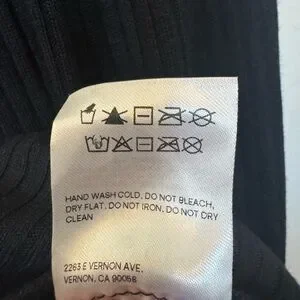 HAND WASH COLD, DO NOT BLEACH,
DRY FLAT, DO NOT IRON, DO NOT DRY
CLEAN
2263 E VERNON AVE,
VERNON, CA 90058